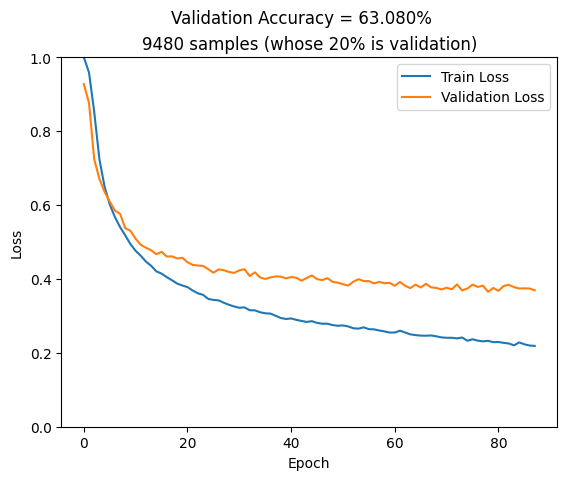 Validation Accuracy = 63.080%
9480 samples (whose 20% is validation)
1.0
0.8
0.6
0.4
0.2
0.0
Loss
Train Loss
Validation Loss
0 20 40 60 80
Epoch